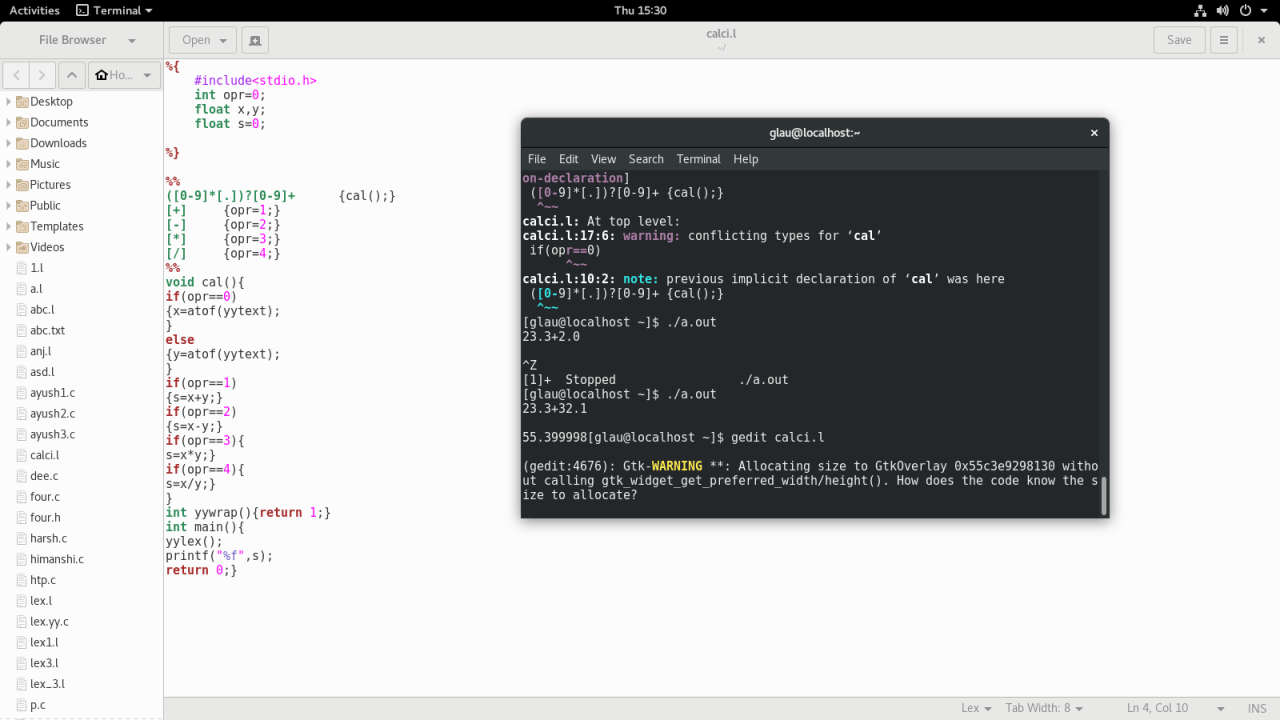 Activities Terminal Thu 15:30
File Browser Open calci.l Save
~/
Ho...
Desktop
Documents
Downloads
Music
Pictures
Public
Templates
Videos
1.l
a.l
abc.l
abc.txt
anj.l
asd.l
ayush1.c
ayush2.c
ayush3.c
calci.l
dee.c
four.c
four.h
harsh.c
himanshi.c
htp.c
lex.l
lex.yy.c
lex1.l
lex3.l
lex_3.l
p.c
%{
    #include<stdio.h>
    int opr=0;
    float x,y;
    float s=0;
%}
%%
([0-9]*[.])?[0-9]+      {cal();}
[+]     {opr=1;}
[-]     {opr=2;}
[*]     {opr=3;}
[/]     {opr=4;}
%%
void cal(){
if(opr==0)
{x=atof(yytext);
}
else
{y=atof(yytext);
}
if(opr==1)
{s=x+y;}
if(opr==2)
{s=x-y;}
if(opr==3){
s=x*y;}
if(opr==4){
s=x/y;}
}
int yywrap(){return 1;}
int main(){
yylex();
printf("%f",s);
return 0;}
glau@localhost:~
File Edit View Search Terminal Help
on-declaration]
 ([0-9]*[.])?[0-9]+ {cal();}
  ^~~
calci.l: At top level:
calci.l:17:6: warning: conflicting types for ‘cal’
 if(opr==0)
      ^~~
calci.l:10:2: note: previous implicit declaration of ‘cal’ was here
 ([0-9]*[.])?[0-9]+ {cal();}
  ^~~
[glau@localhost ~]$ ./a.out
23.3+2.0
^Z
[1]+  Stopped                 ./a.out
[glau@localhost ~]$ ./a.out
23.3+32.1
55.399998[glau@localhost ~]$ gedit calci.l
(gedit:4676): Gtk-WARNING **: Allocating size to GtkOverlay 0x55c3e9298130 witho
ut calling gtk_widget_get_preferred_width/height(). How does the code know the s
ize to allocate?
Lex Tab Width: 8 Ln 4, Col 10 INS